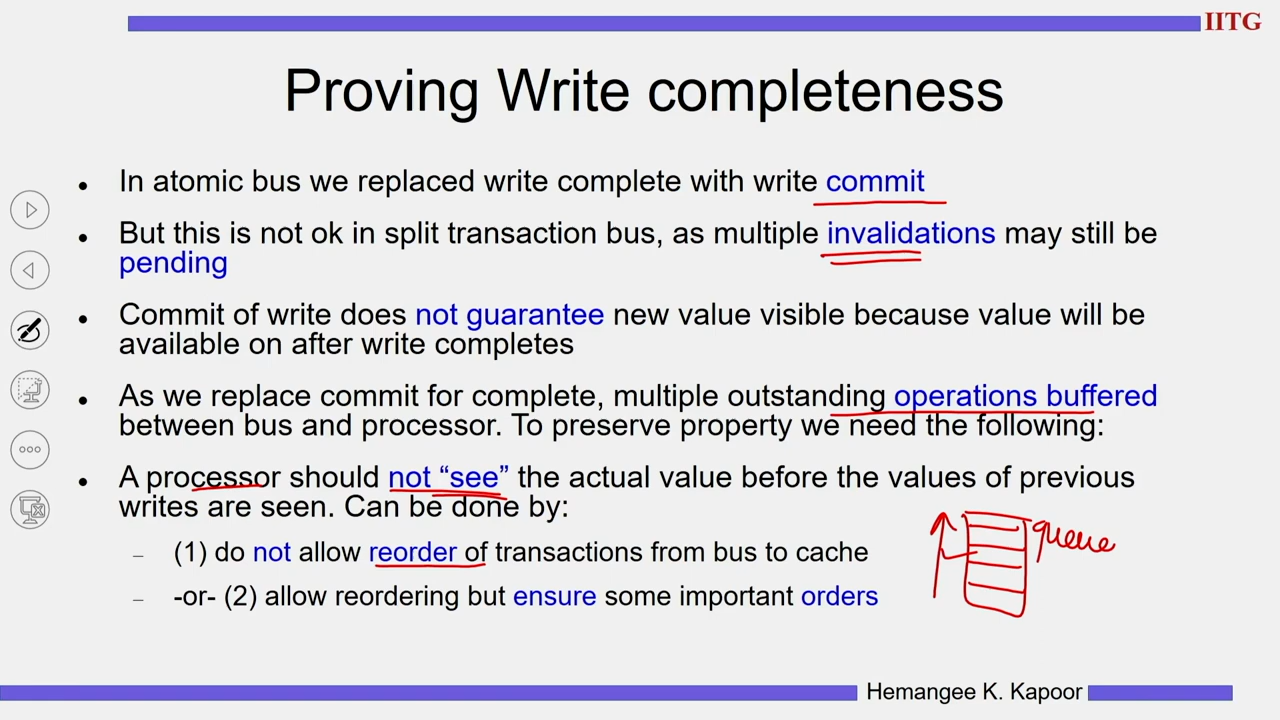 IITG
Proving Write completeness
• In atomic bus we replaced write complete with write commit
• But this is not ok in split transaction bus, as multiple invalidations may still be
pending
• Commit of write does not guarantee new value visible because value will be
available on after write completes
• As we replace commit for complete, multiple outstanding operations buffered
between bus and processor. To preserve property we need the following:
• A processor should not “see” the actual value before the values of previous
writes are seen. Can be done by:
– (1) do not allow reorder of transactions from bus to cache
queue
– -or- (2) allow reordering but ensure some important orders
Hemangee K. Kapoor